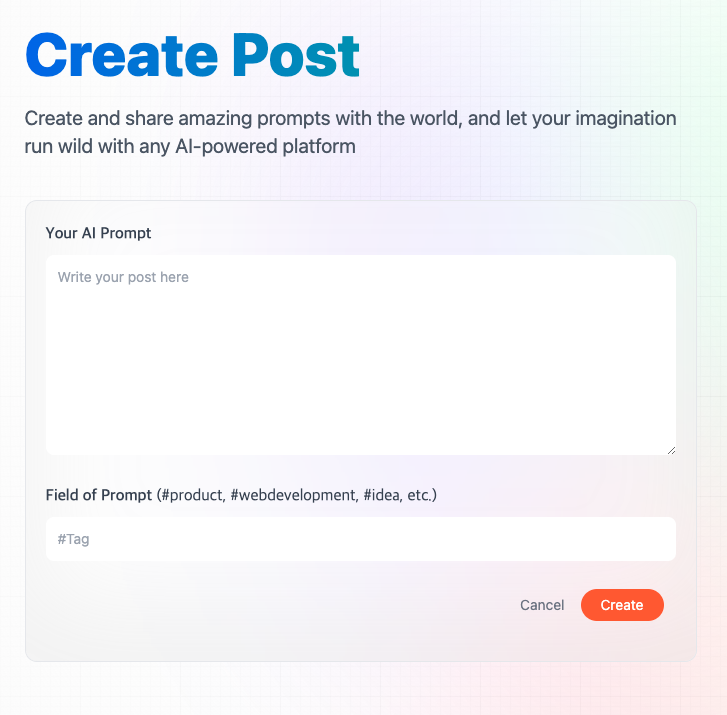 Create Post
Create and share amazing prompts with the world, and let your imagination
run wild with any AI-powered platform
Your AI Prompt
Write your post here
Field of Prompt (#product, #webdevelopment, #idea, etc.)
#Tag
Cancel
Create